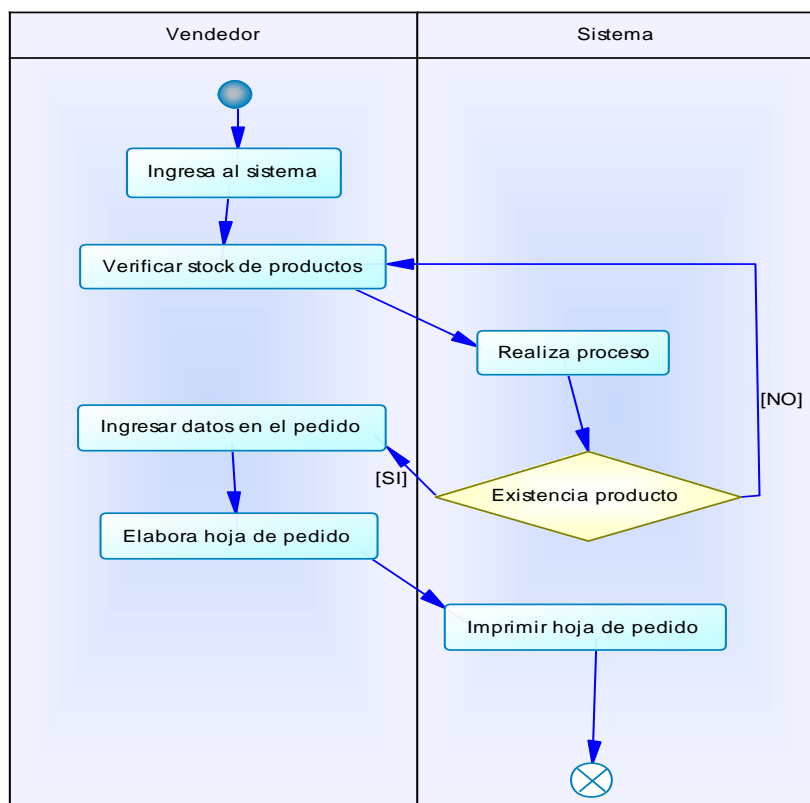 Vendedor
Sistema
Ingresa al sistema
Verificar stock de productos
Realiza proceso
[NO]
Ingresar datos en el pedido
[SI]
Existencia producto
Elabora hoja de pedido
Imprimir hoja de pedido